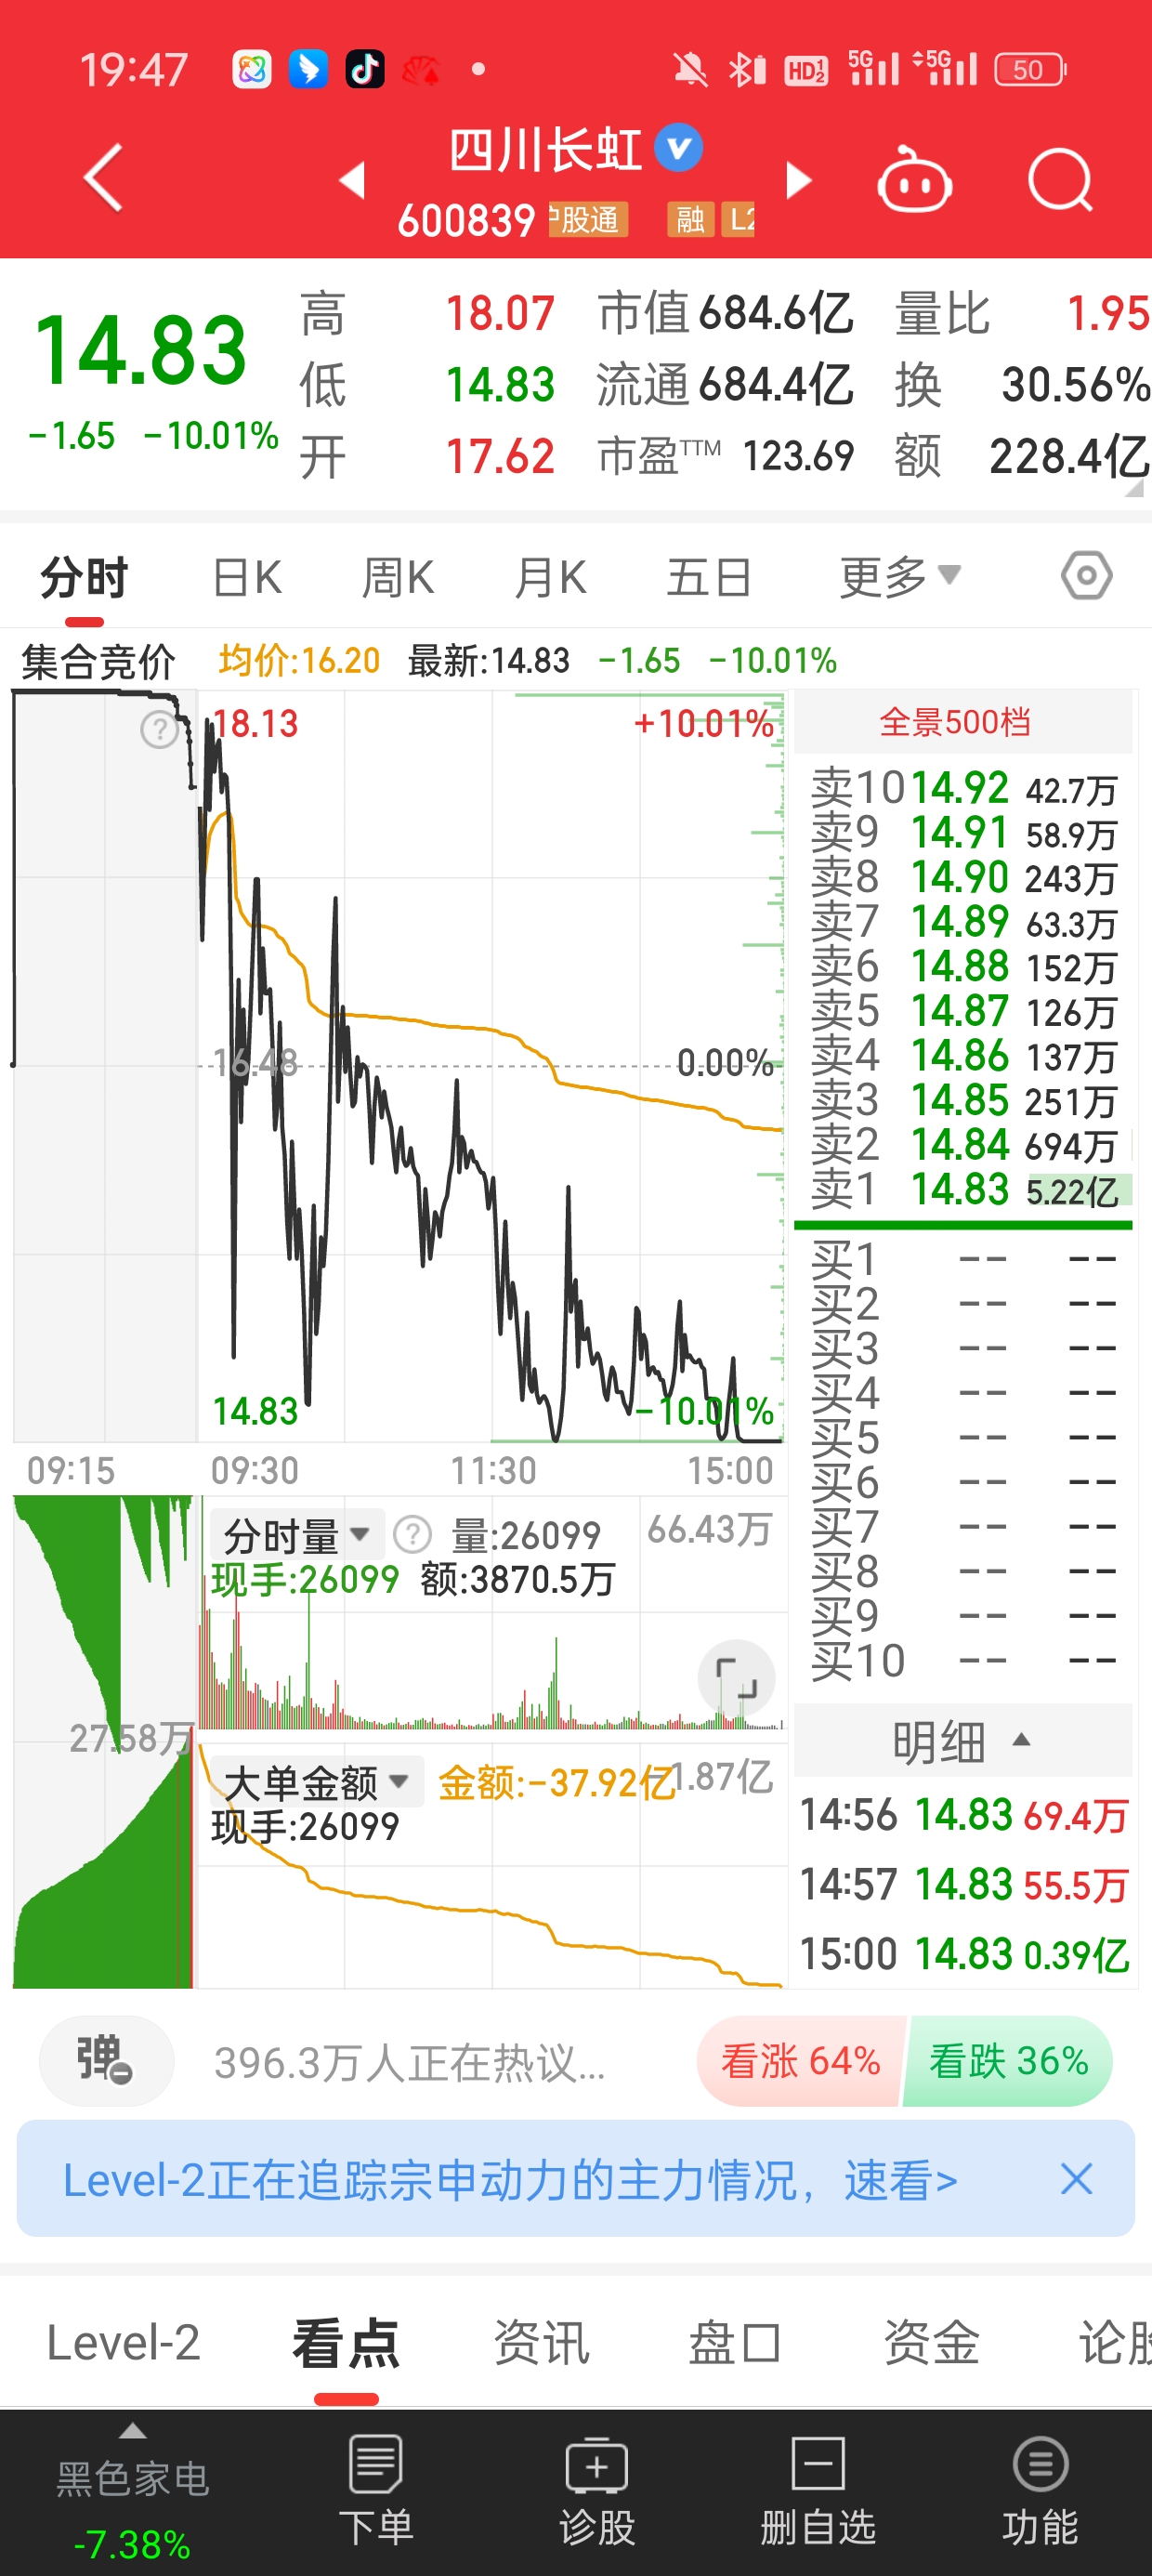 19:47 HD 1 2 5G 5G 50
四川长虹
600839 股通 融 L2
14.83
-1.65 -10.01%
高 18.07 市值 684.6亿 量比 1.95
低 14.83 流通 684.4亿 换 30.56%
开 17.62 市盈TTM 123.69 额 228.4亿
分时 日K 周K 月K 五日 更多
集合竞价 均价:16.20 最新:14.83 -1.65 -10.01%
18.13 +10.01%
16.48 0.00%
14.83 -10.01%
09:15 09:30 11:30 15:00
分时量 ? 量:26099 66.43万
现手:26099 额:3870.5万
27.58万
大单金额 金额:-37.92亿 1.87亿
现手:26099
?
全景500档
卖10 14.92 42.7万
卖9 14.91 58.9万
卖8 14.90 243万
卖7 14.89 63.3万
卖6 14.88 152万
卖5 14.87 126万
卖4 14.86 137万
卖3 14.85 251万
卖2 14.84 694万
卖1 14.83 5.22亿
买1 -- --
买2 -- --
买3 -- --
买4 -- --
买5 -- --
买6 -- --
买7 -- --
买8 -- --
买9 -- --
买10 -- --
明细
14:56 14.83 69.4万
14:57 14.83 55.5万
15:00 14.83 0.39亿
弹 396.3万人正在热议... 看涨 64% 看跌 36%
Level-2正在追踪宗申动力的主力情况，速看>
Level-2 看点 资讯 盘口 资金 论股
黑色家电
-7.38%
下单 诊股 删自选 功能